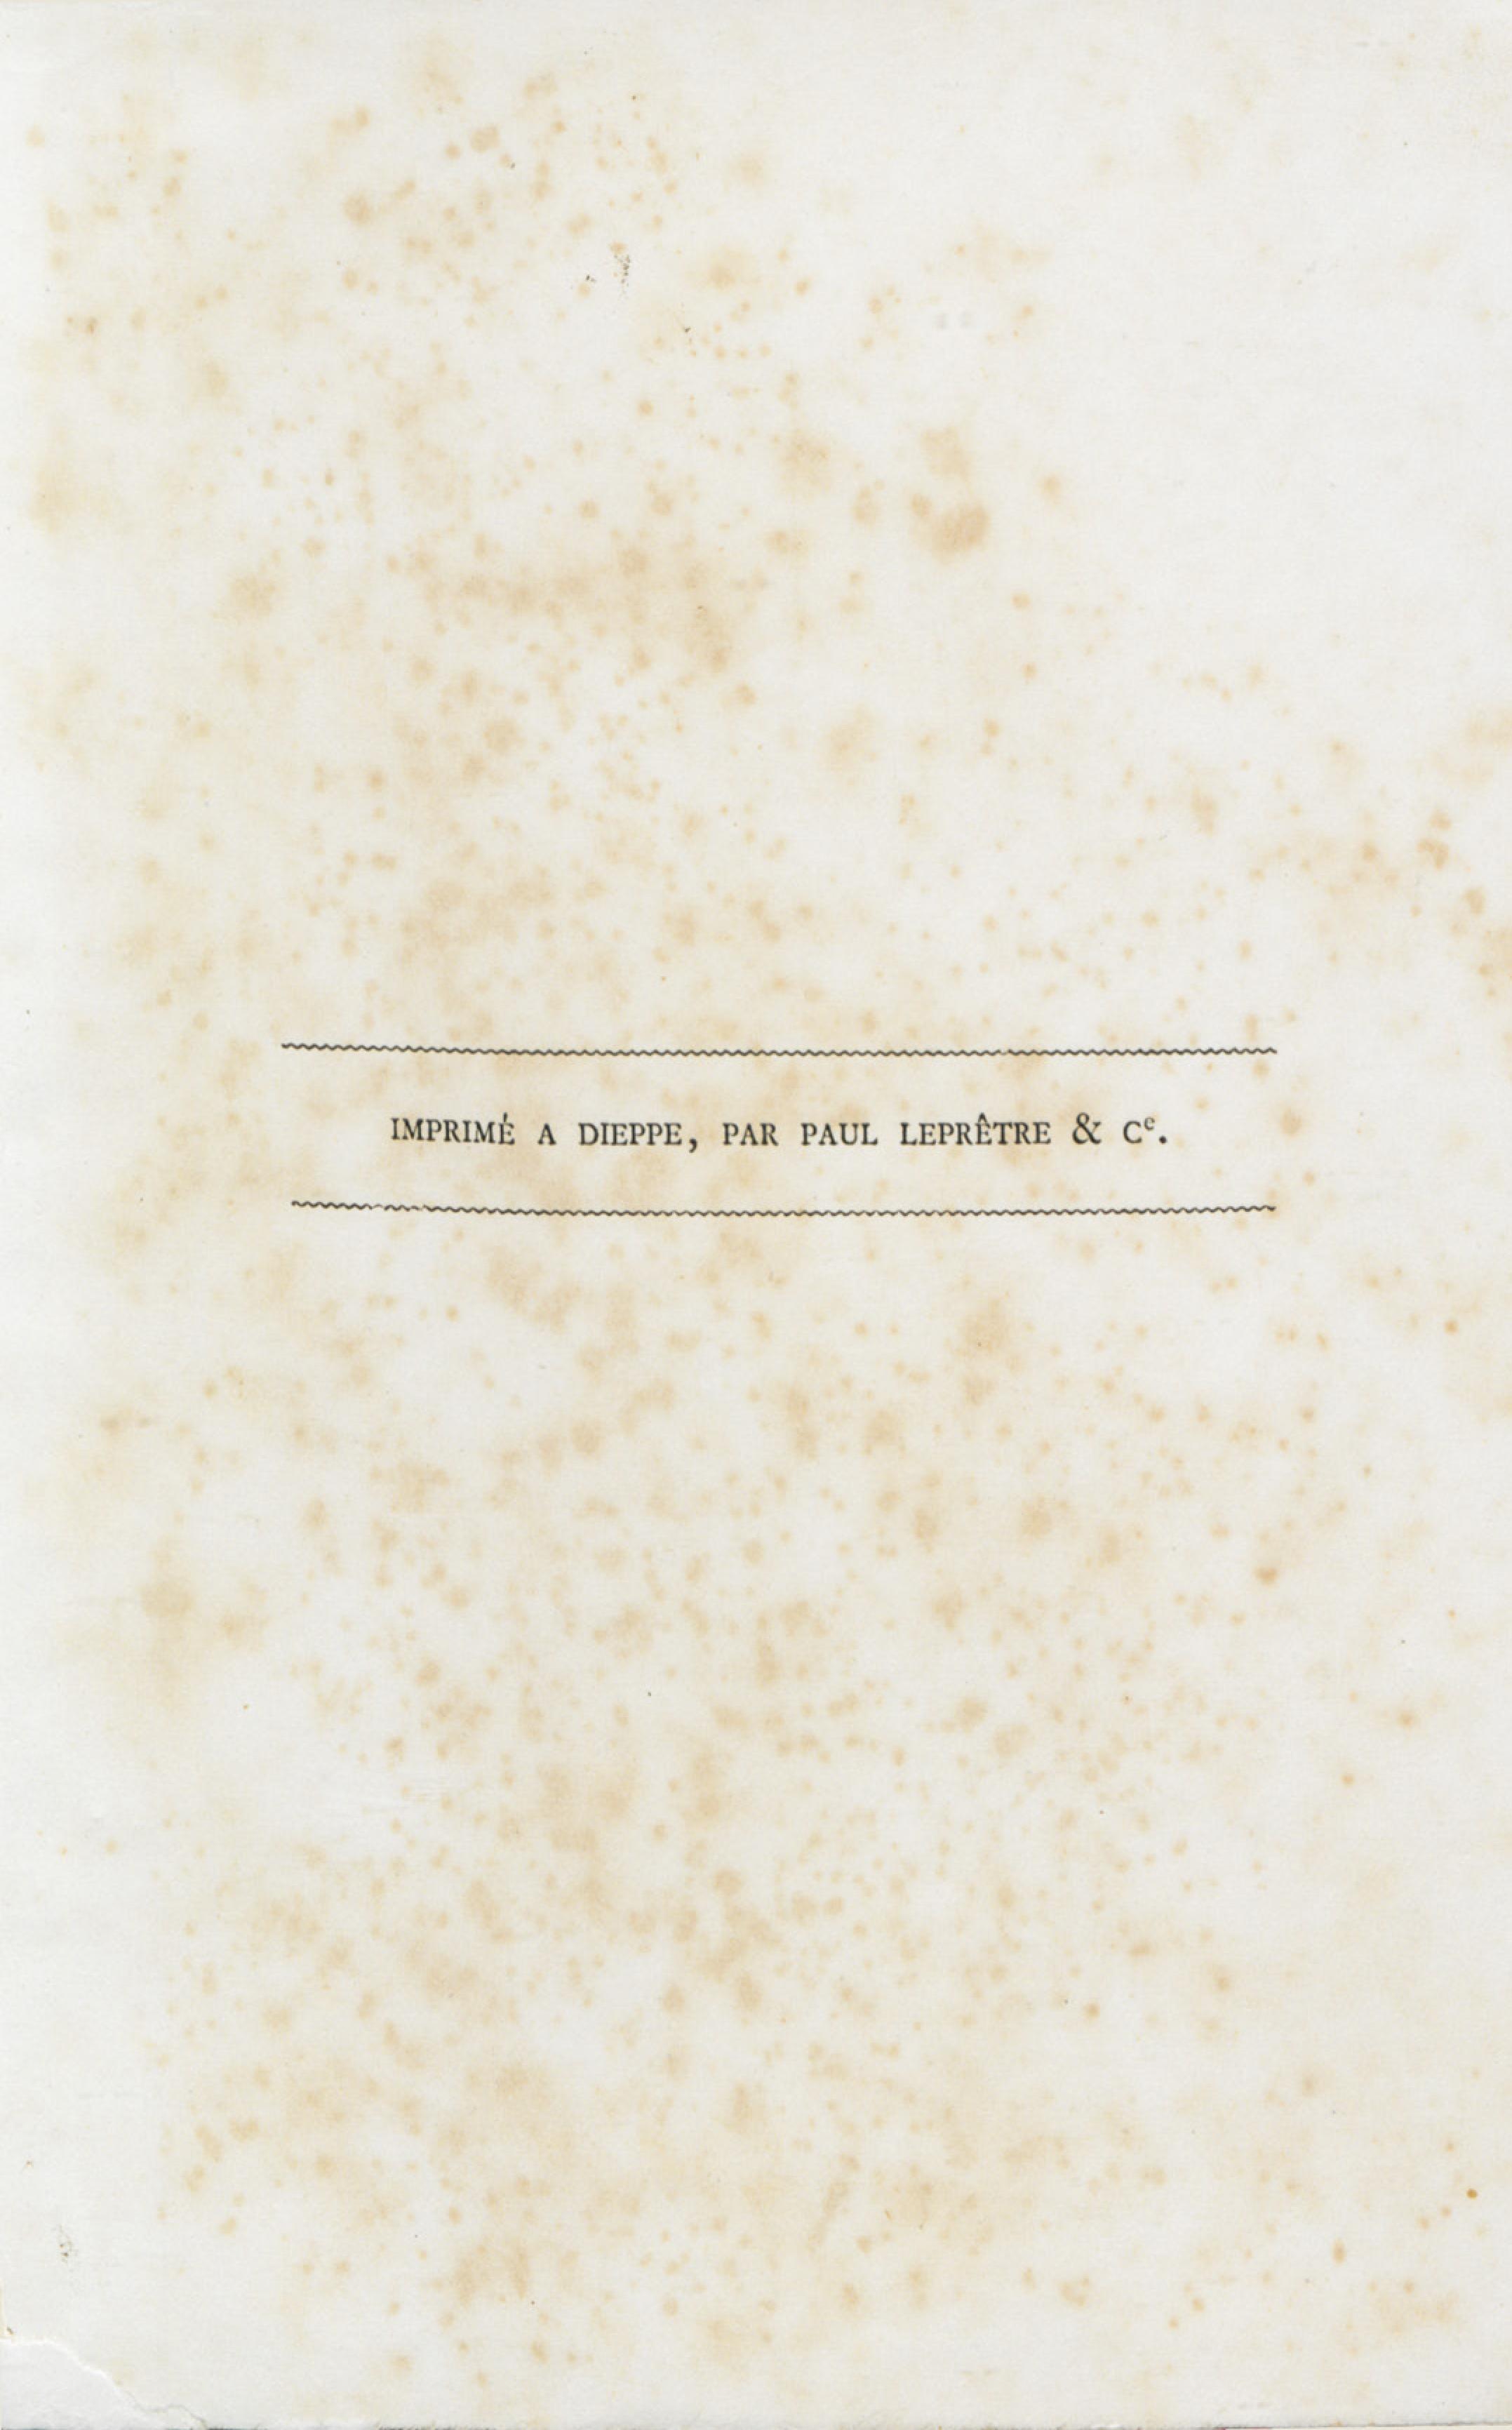 IMPRIMÉ A DIEPPE, PAR PAUL LEPRÊTRE & Cᵉ.